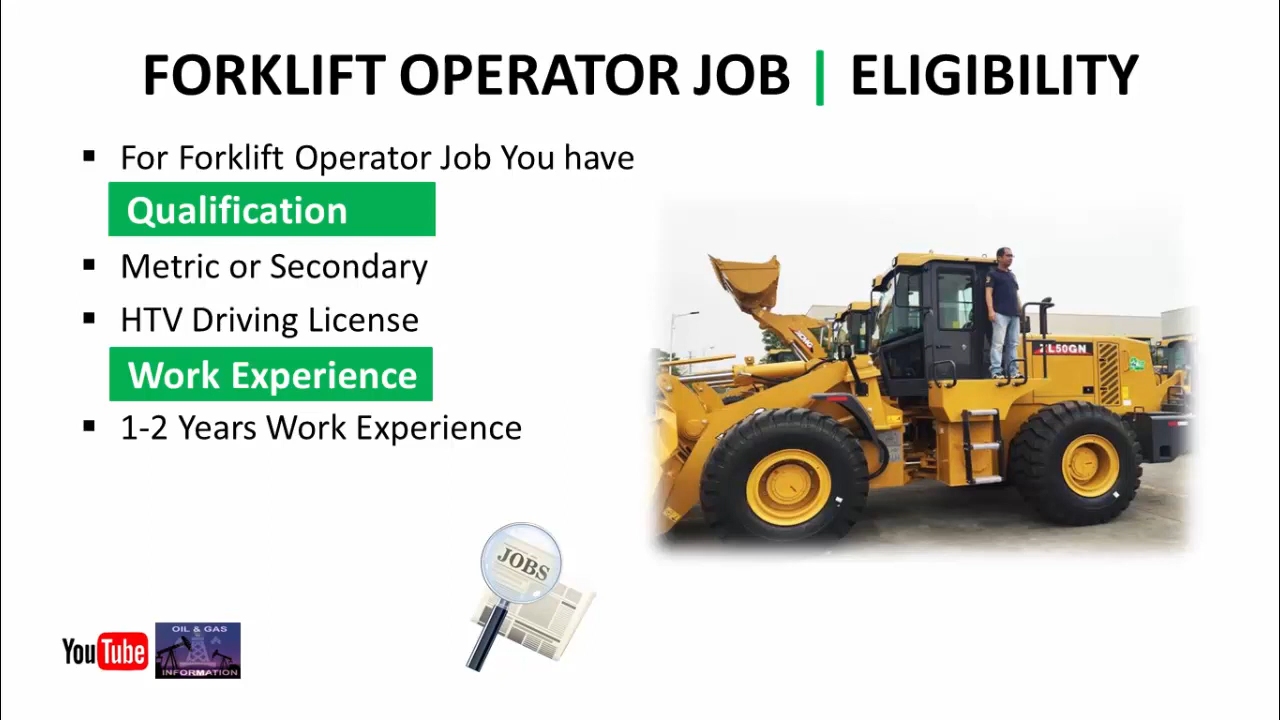 FORKLIFT OPERATOR JOB | ELIGIBILITY
▪ For Forklift Operator Job You have
Qualification
▪ Metric or Secondary
▪ HTV Driving License
Work Experience
▪ 1-2 Years Work Experience
XCMG
ZL50GN
JOBS
YouTube
OIL & GAS
INFORMATION